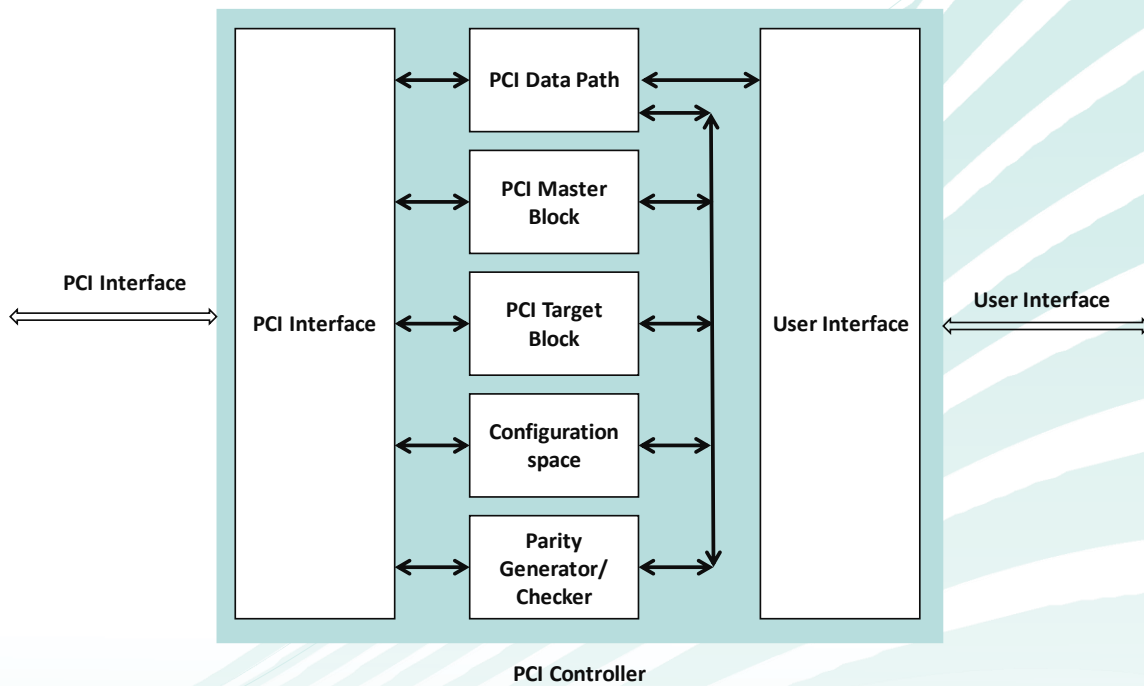 PCI Data Path
PCI Master
Block
PCI Interface
PCI Interface
PCI Target
Block
User Interface
User Interface
Configuration
space
Parity
Generator/
Checker
PCI Controller